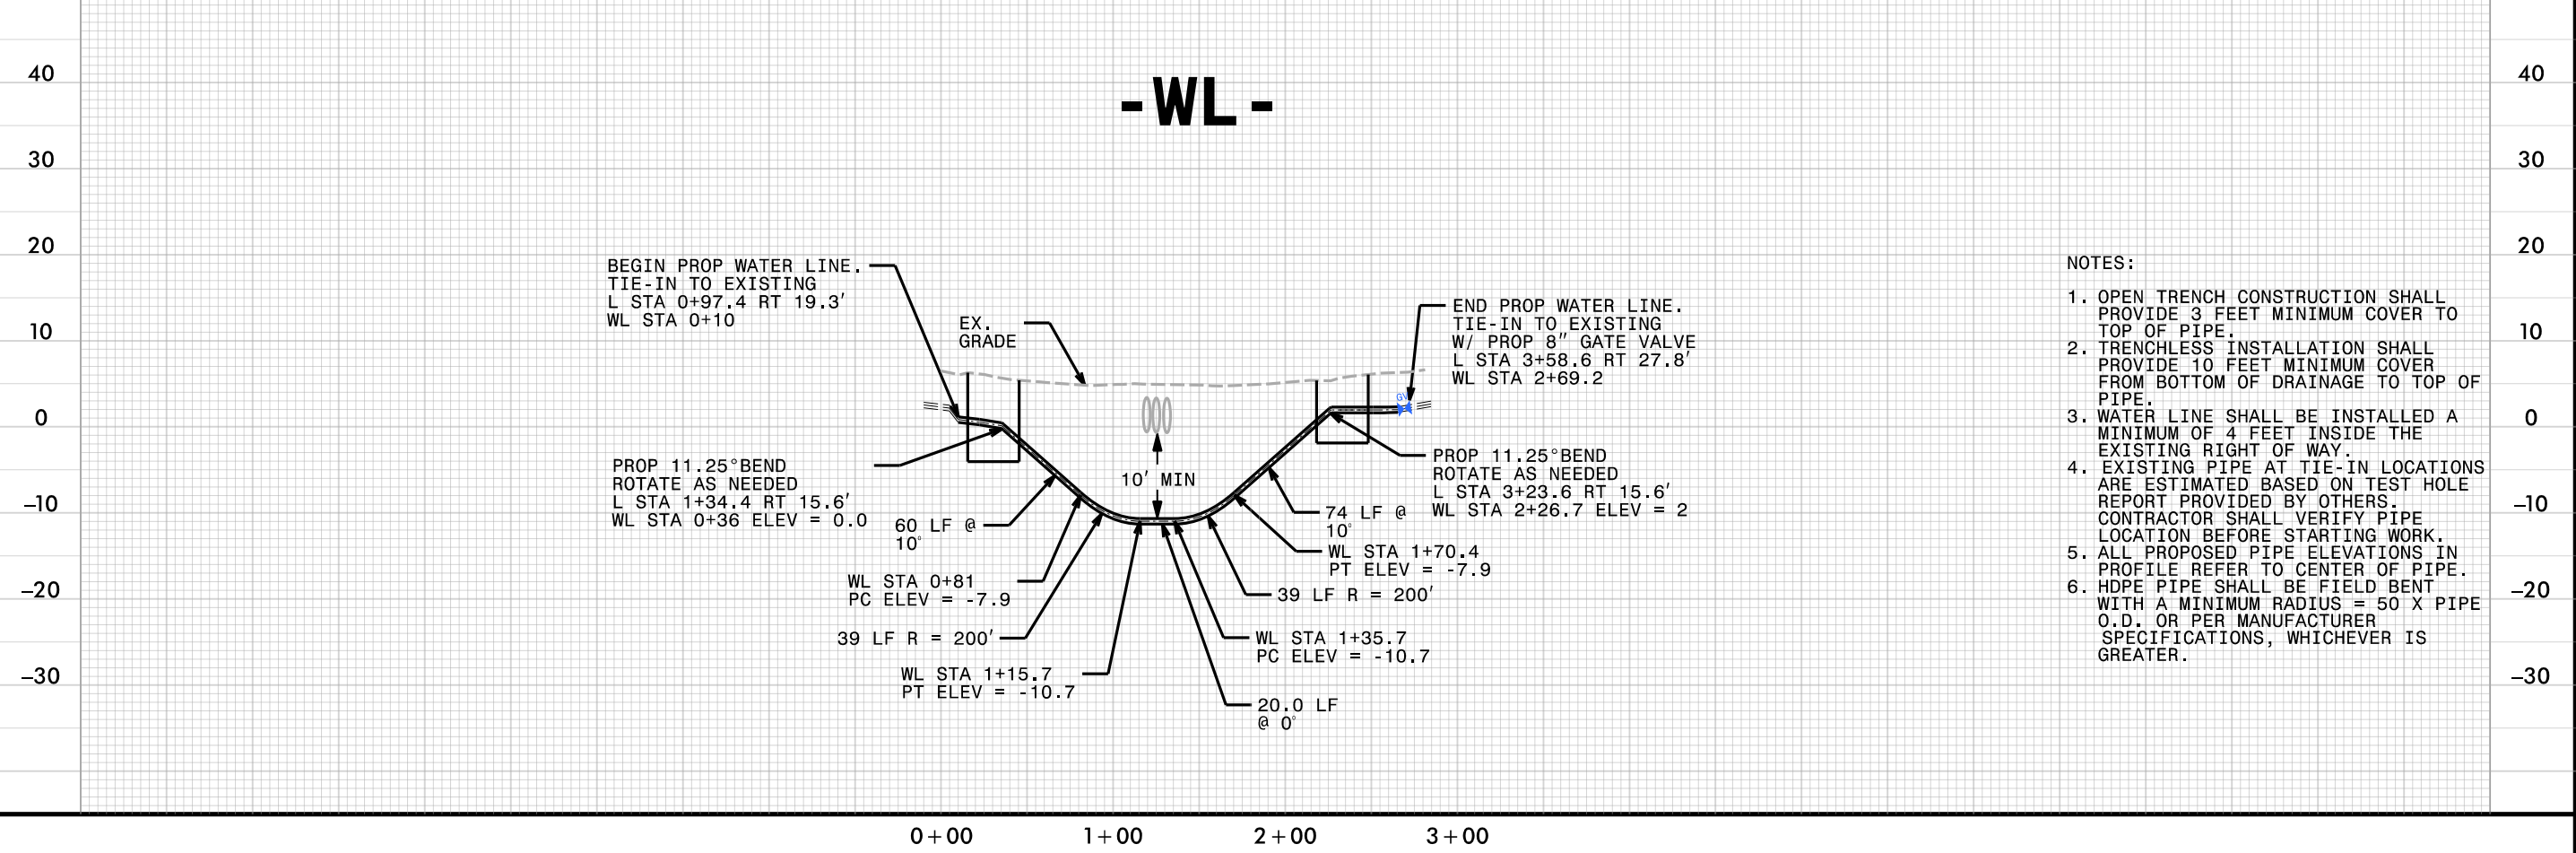 -WL-
40
30
20
10
0
-10
-20
-30
40
30
20
10
0
-10
-20
-30
BEGIN PROP WATER LINE.
TIE-IN TO EXISTING
L STA 0+97.4 RT 19.3'
WL STA 0+10
EX.
GRADE
END PROP WATER LINE.
TIE-IN TO EXISTING
W/ PROP 8" GATE VALVE
L STA 3+58.6 RT 27.8'
WL STA 2+69.2
GV
PROP 11.25°BEND
ROTATE AS NEEDED
L STA 1+34.4 RT 15.6'
WL STA 0+36 ELEV = 0.0
10' MIN
PROP 11.25°BEND
ROTATE AS NEEDED
L STA 3+23.6 RT 15.6'
WL STA 2+26.7 ELEV = 2
60 LF @
10°
74 LF @
10°
WL STA 1+70.4
PT ELEV = -7.9
WL STA 0+81
PC ELEV = -7.9
39 LF R = 200'
39 LF R = 200'
WL STA 1+35.7
PC ELEV = -10.7
WL STA 1+15.7
PT ELEV = -10.7
20.0 LF
@ 0°
NOTES:
1. OPEN TRENCH CONSTRUCTION SHALL
PROVIDE 3 FEET MINIMUM COVER TO
TOP OF PIPE.
2. TRENCHLESS INSTALLATION SHALL
PROVIDE 10 FEET MINIMUM COVER
FROM BOTTOM OF DRAINAGE TO TOP OF
PIPE.
3. WATER LINE SHALL BE INSTALLED A
MINIMUM OF 4 FEET INSIDE THE
EXISTING RIGHT OF WAY.
4. EXISTING PIPE AT TIE-IN LOCATIONS
ARE ESTIMATED BASED ON TEST HOLE
REPORT PROVIDED BY OTHERS.
CONTRACTOR SHALL VERIFY PIPE
LOCATION BEFORE STARTING WORK.
5. ALL PROPOSED PIPE ELEVATIONS IN
PROFILE REFER TO CENTER OF PIPE.
6. HDPE PIPE SHALL BE FIELD BENT
WITH A MINIMUM RADIUS = 50 X PIPE
O.D. OR PER MANUFACTURER
SPECIFICATIONS, WHICHEVER IS
GREATER.
0+00
1+00
2+00
3+00